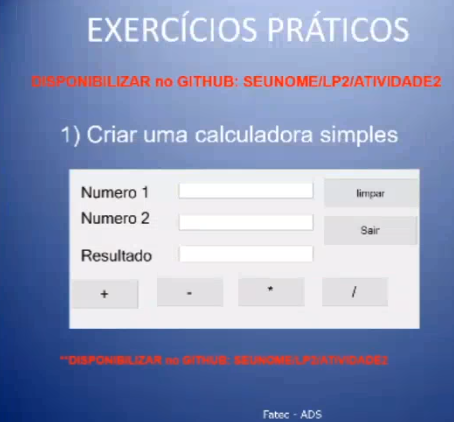 EXERCÍCIOS PRÁTICOS
DISPONIBILIZAR no GITHUB: SEUNOME/LP2/ATIVIDADE2
1) Criar uma calculadora simples
Numero 1
limpar
Numero 2
Sair
Resultado
+ - * /
**DISPONIBILIZAR no GITHUB: SEUNOME/LP2/ATIVIDADE2
Fatec - ADS